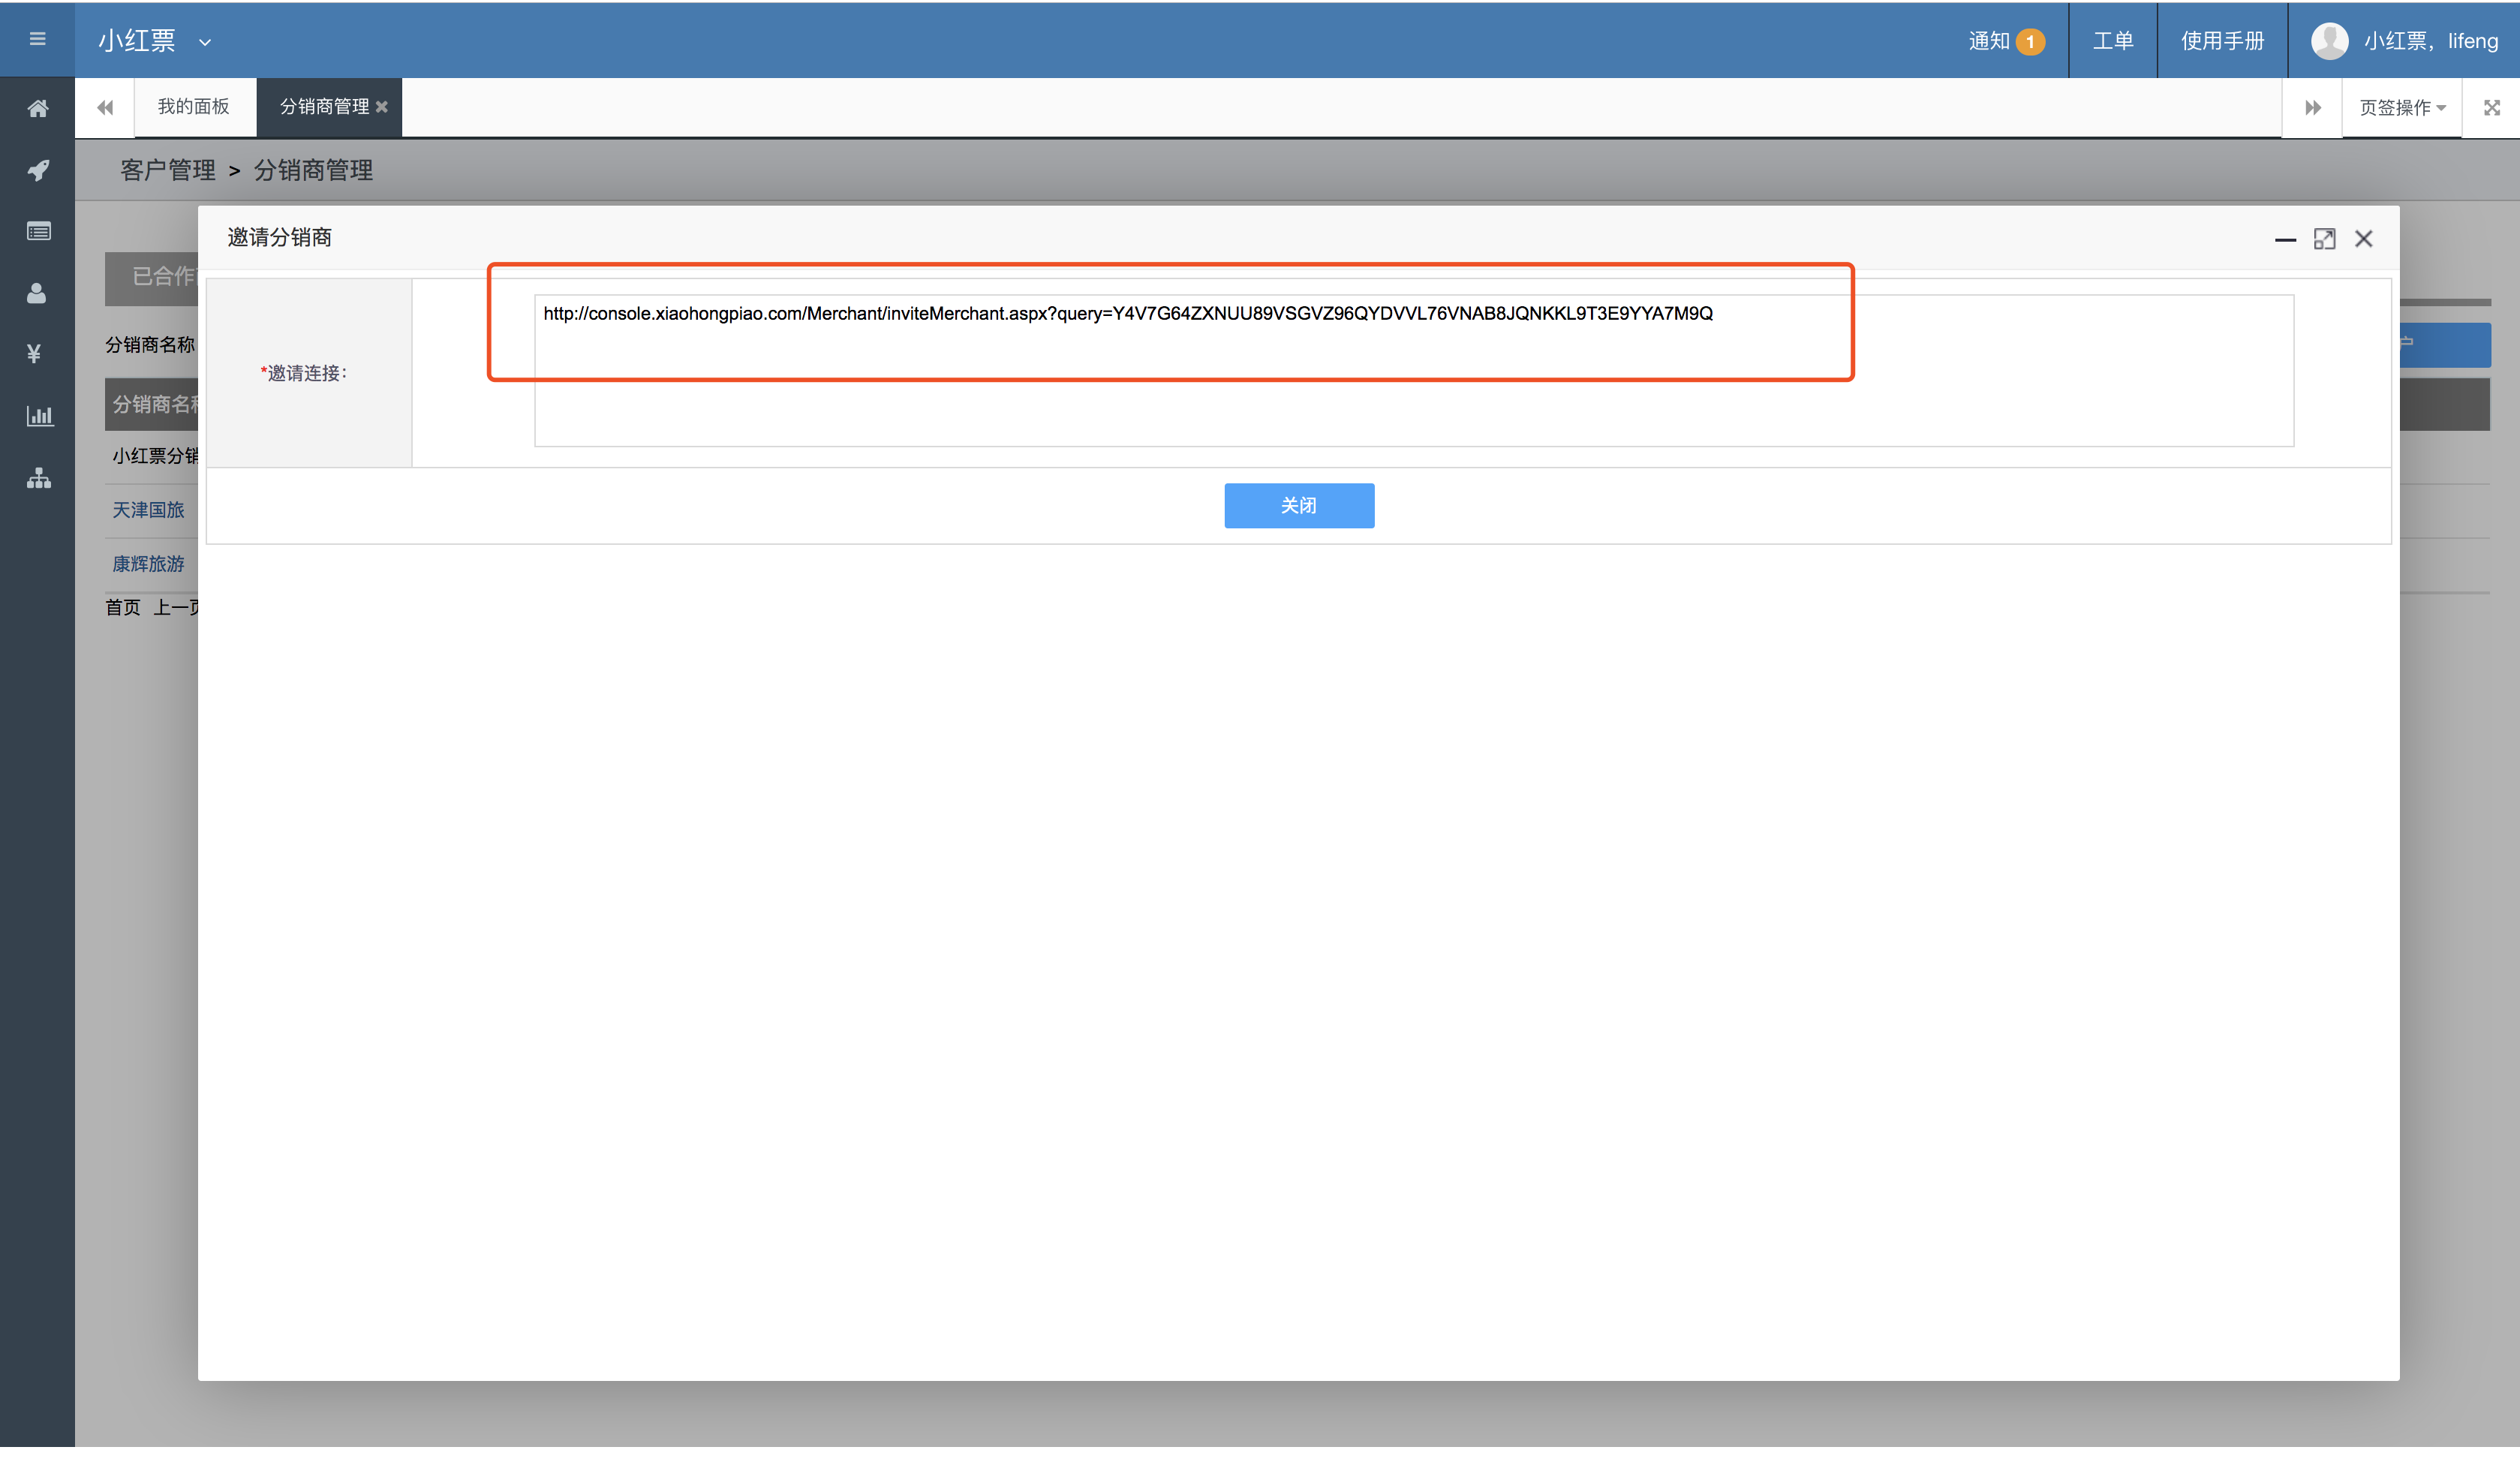 小红票
通知 1 工单 使用手册 小红票，lifeng
我的面板 分销商管理 页签操作
客户管理 > 分销商管理
邀请分销商
已合作
http://console.xiaohongpiao.com/Merchant/inviteMerchant.aspx?query=Y4V7G64ZXNUU89VSGVZ96QYDVVL76VNAB8JQNKKL9T3E9YYA7M9Q
分销商名称 户
*邀请连接：
分销商名称
小红票分销
关闭
天津国旅
康辉旅游
首页 上一页